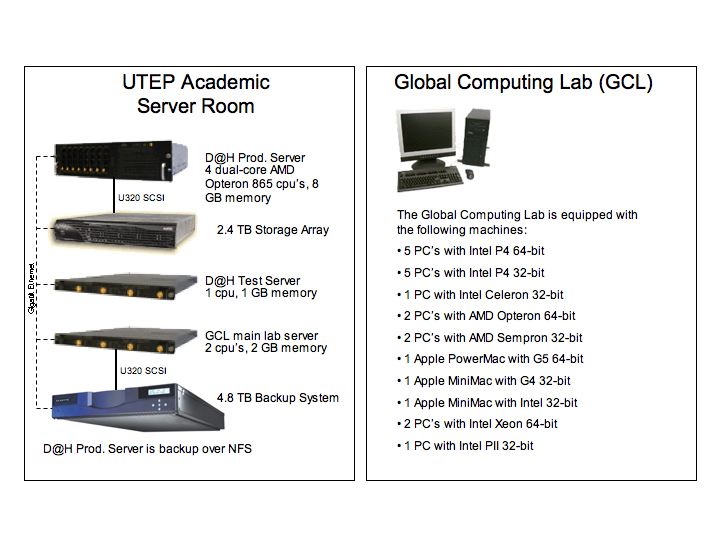 UTEP Academic
Server Room
D@H Prod. Server
4 dual-core AMD
Opteron 865 cpu's, 8
GB memory
U320 SCSI
2.4 TB Storage Array
Gigabit Ethernet
D@H Test Server
1 cpu, 1 GB memory
GCL main lab server
2 cpu's, 2 GB memory
U320 SCSI
4.8 TB Backup System
D@H Prod. Server is backup over NFS
Global Computing Lab (GCL)
The Global Computing Lab is equipped with
the following machines:
• 5 PC's with Intel P4 64-bit
• 5 PC's with Intel P4 32-bit
• 1 PC with Intel Celeron 32-bit
• 2 PC's with AMD Opteron 64-bit
• 2 PC's with AMD Sempron 32-bit
• 1 Apple PowerMac with G5 64-bit
• 1 Apple MiniMac with G4 32-bit
• 1 Apple MiniMac with Intel 32-bit
• 2 PC's with Intel Xeon 64-bit
• 1 PC with Intel PII 32-bit